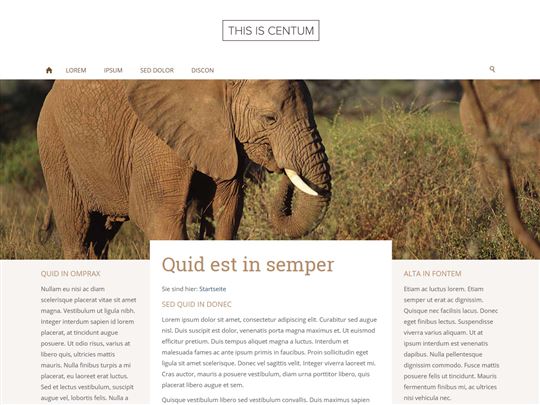 THIS IS CENTUM
LOREM IPSUM SED DOLOR DISCON
QUID IN OMPRAX
Nullam eu nisi ac diam
scelerisque placerat vitae sit amet
magna. Vestibulum ut ligula nibh.
Integer interdum sapien id lorem
placerat, at tincidunt augue
posuere. Ut odio risus, varius at
libero quis, ultricies mattis
mauris. Nulla finibus turpis a mi
placerat, eu maximus erat luctus.
Sed et lectus vestibulum, suscipit
augue vel, lobortis felis. Nulla a
Quid est in semper
Sie sind hier: Startseite
SED QUID IN DONEC
Lorem ipsum dolor sit amet, consectetur adipiscing elit. Curabitur sed augue
nisl. Duis suscipit est dolor, venenatis porta magna maximus et. Ut euismod
efficitur pretium. Duis tempus aliquet magna a luctus. Interdum et
malesuada fames ac ante ipsum primis in faucibus. Proin sollicitudin eget
ligula sit amet scelerisque. Donec vel sagittis velit. Integer viverra laoreet mi.
Cras auctor, mauris a posuere vestibulum, diam urna porttitor libero, quis
placerat libero augue et sem.
Quisque vestibulum libero sed vestibulum convallis. Duis maximus sapien
ALTA IN FONTEM
Etiam ac luctus lorem. Etiam
semper ut erat ac dignissim.
Quisque nec facilisis lacus. Donec
eget finibus lectus. Suspendisse
viverra varius aliquam. Ut at
ipsum interdum est venenatis
dapibus. Nulla pellentesque
dignissim commodo. Fusce mattis
posuere felis id tincidunt. Mauris
fermentum finibus mi, ac ultrices
nisi vehicula nec.